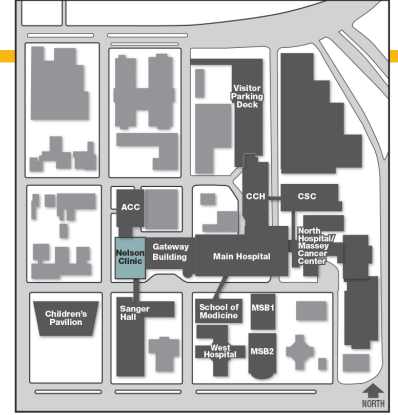 Visitor
Parking
Deck
ACC
CCH
CSC
Nelson
Clinic
Gateway
Building
Main Hospital
North
Hospital/
Massey
Cancer
Center
Children's
Pavilion
Sanger
Hall
School of
Medicine
MSB1
West
Hospital
MSB2
NORTH